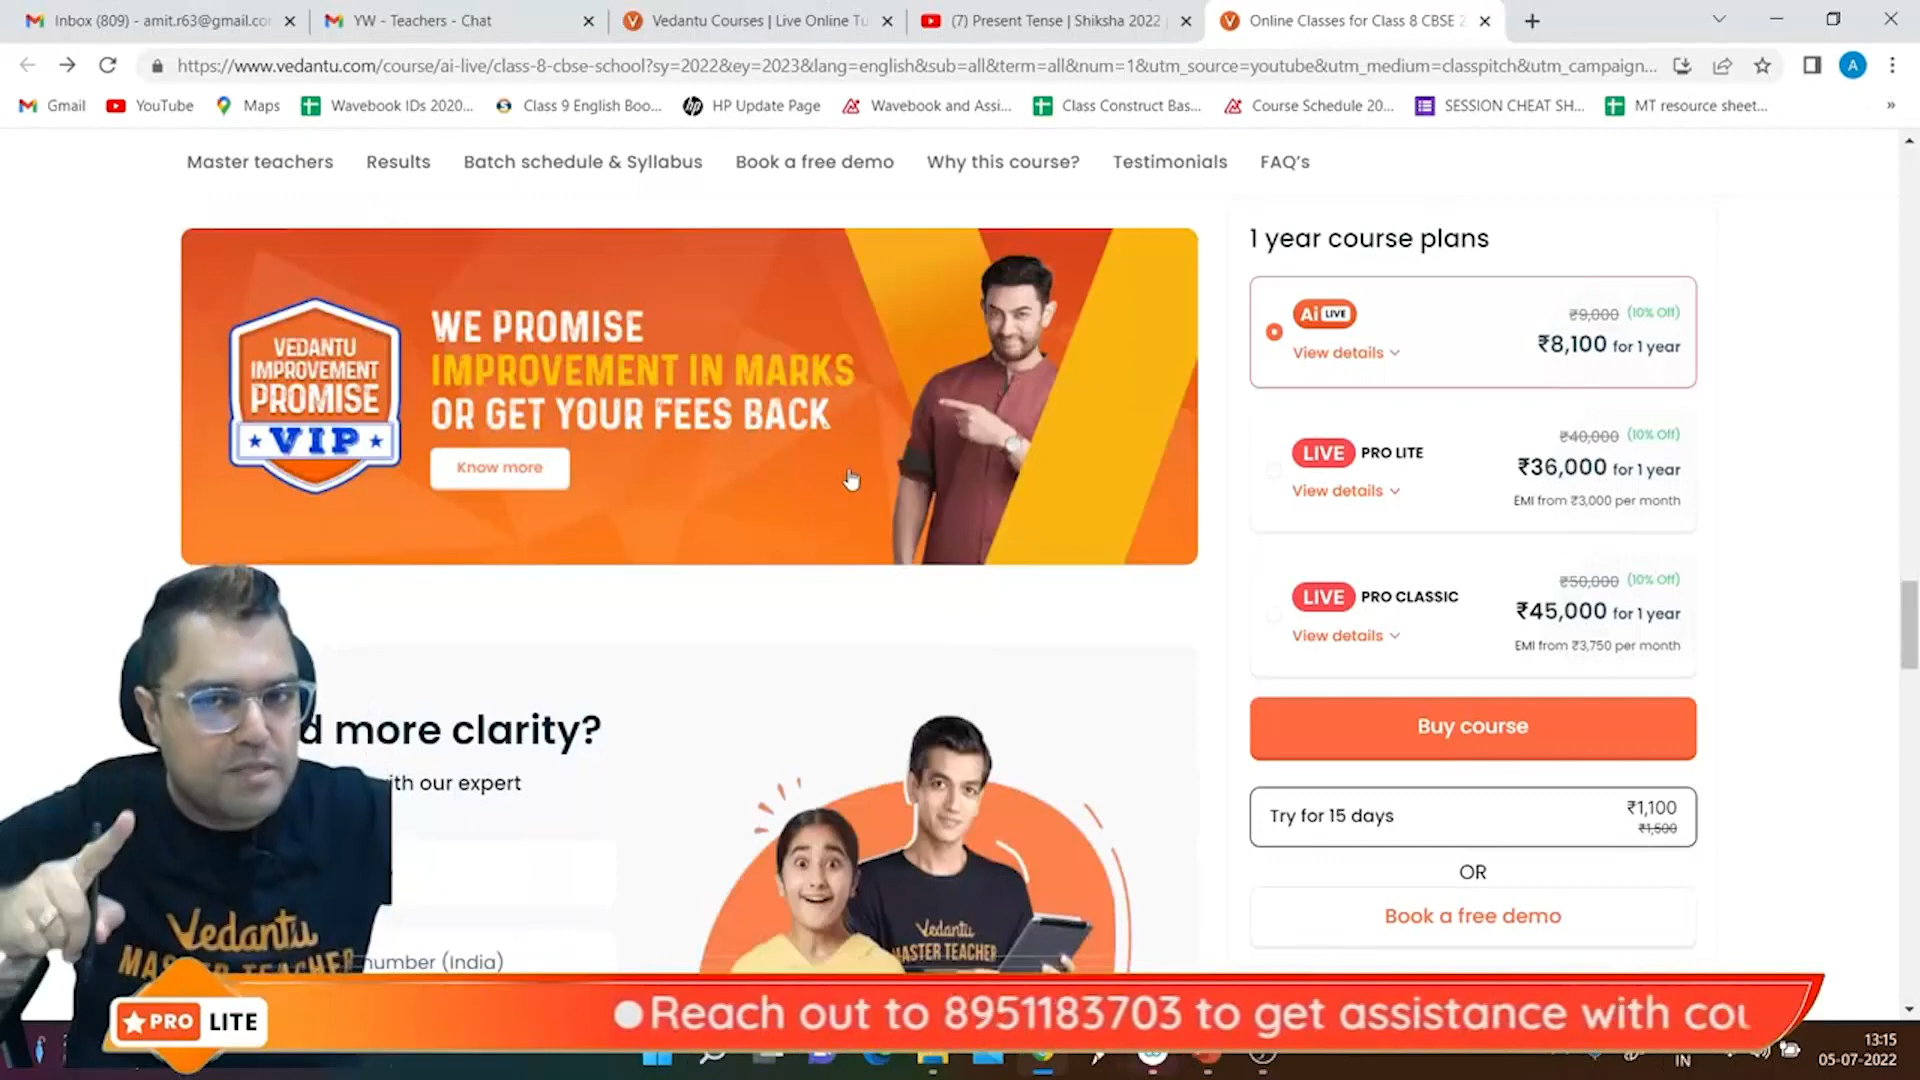 Inbox (809) - amit.r63@gmail.co
YW - Teachers - Chat
Vedantu Courses | Live Online Tu
(7) Present Tense | Shiksha 2022
Online Classes for Class 8 CBSE 2
https://www.vedantu.com/course/ai-live/class-8-cbse-school?sy=2022&ey=2023&lang=english&sub=all&term=all&num=1&utm_source=youtube&utm_medium=classpitch&utm_campaign...
A
Gmail
YouTube
Maps
Wavebook IDs 2020...
Class 9 English Boo...
HP Update Page
Wavebook and Assi...
Class Construct Bas...
Course Schedule 20...
SESSION CHEAT SH...
MT resource sheet...
»
Master teachers
Results
Batch schedule & Syllabus
Book a free demo
Why this course?
Testimonials
FAQ's
VEDANTU
IMPROVEMENT
PROMISE
VIP
WE PROMISE
IMPROVEMENT IN MARKS
OR GET YOUR FEES BACK
Know more
1 year course plans
Ai LIVE
₹9,000 (10% Off)
View details
₹8,100 for 1 year
LIVE PRO LITE
₹40,000 (10% Off)
₹36,000 for 1 year
View details
EMI from ₹3,000 per month
LIVE PRO CLASSIC
₹50,000 (10% Off)
₹45,000 for 1 year
View details
EMI from ₹3,750 per month
Buy course
Try for 15 days
₹1,100
₹1,500
OR
Book a free demo
d more clarity?
ith our expert
number (India)
Vedantu
MASTER TEACHER
Vedantu
MASTER TEACHER
PRO LITE
Reach out to 8951183703 to get assistance with cou
IN
13:15
05-07-2022